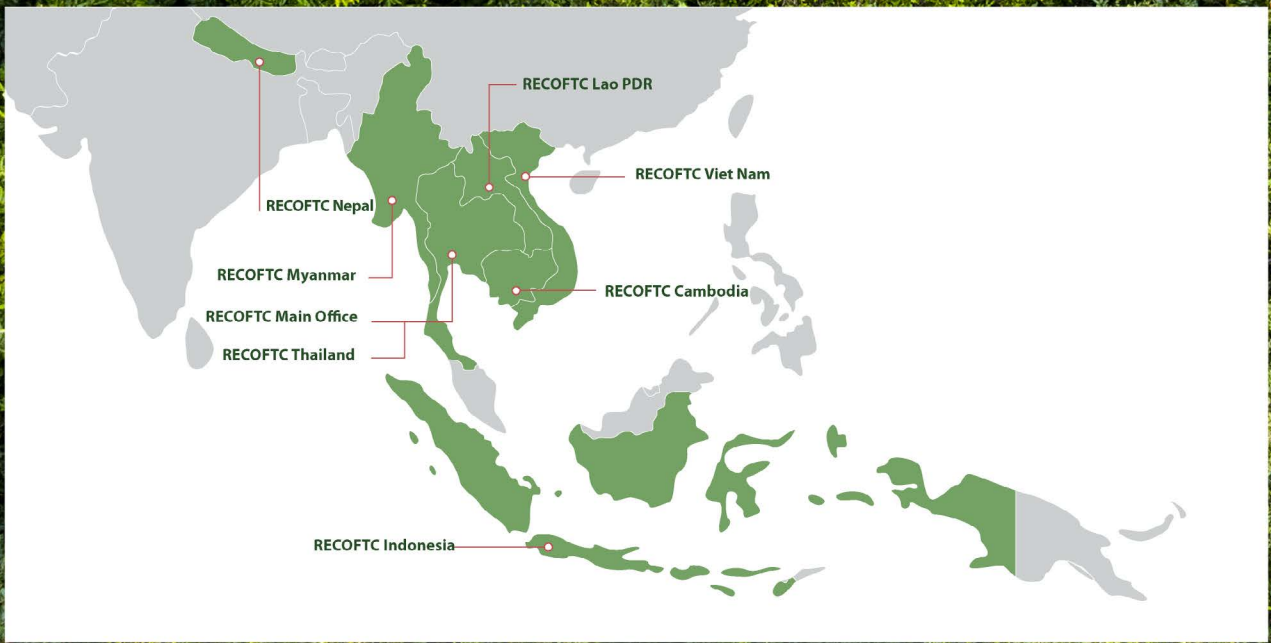 RECOFTC Lao PDR
RECOFTC Viet Nam
RECOFTC Nepal
RECOFTC Myanmar
RECOFTC Cambodia
RECOFTC Main Office
RECOFTC Thailand
RECOFTC Indonesia